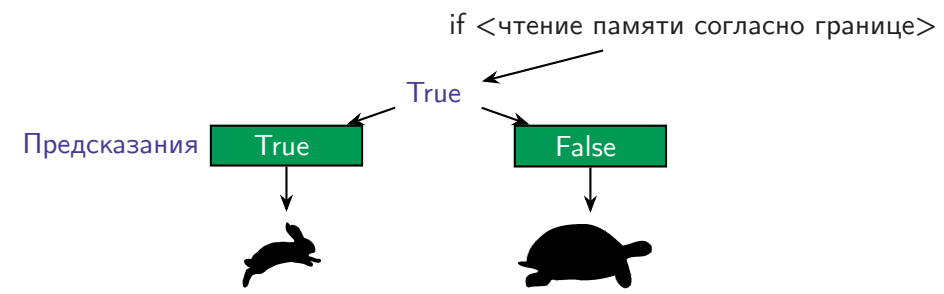 if <чтение памяти согласно границе>
True
Предсказания True False